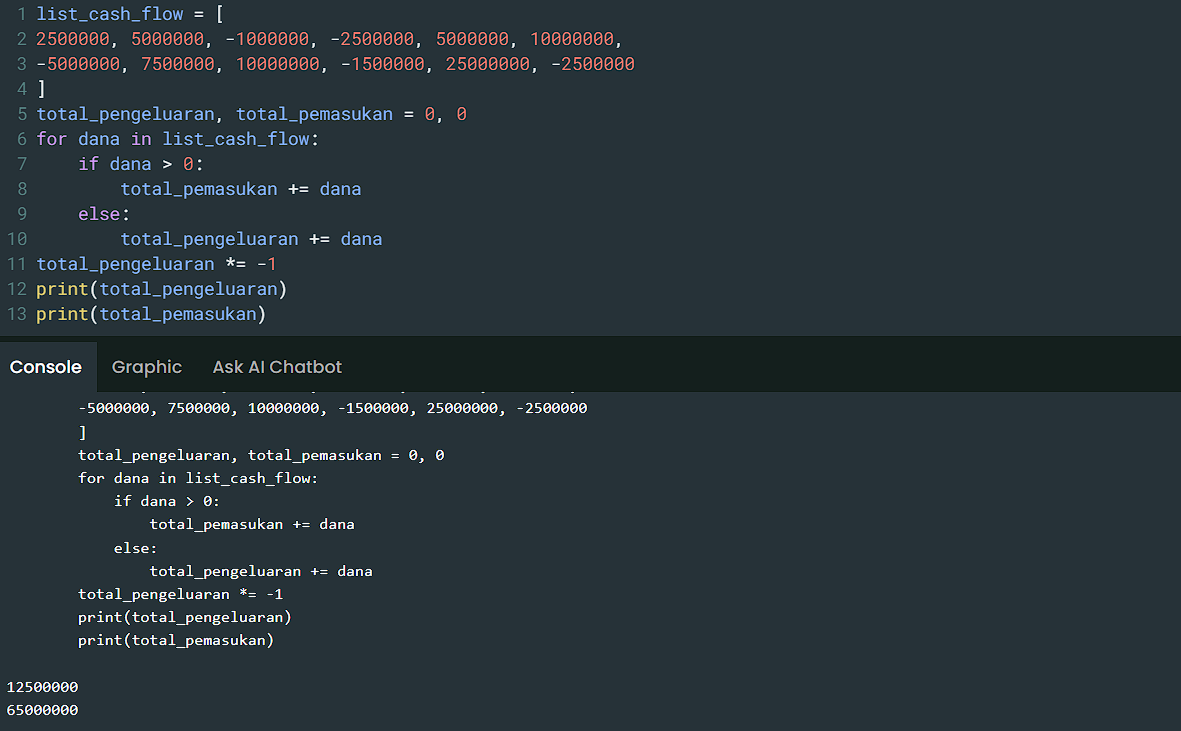 1 list_cash_flow = [
2 2500000, 5000000, -1000000, -2500000, 5000000, 10000000,
3 -5000000, 7500000, 10000000, -1500000, 25000000, -2500000
4 ]
5 total_pengeluaran, total_pemasukan = 0, 0
6 for dana in list_cash_flow:
7     if dana > 0:
8         total_pemasukan += dana
9     else:
10         total_pengeluaran += dana
11 total_pengeluaran *= -1
12 print(total_pengeluaran)
13 print(total_pemasukan)
Console Graphic Ask AI Chatbot
-5000000, 7500000, 10000000, -1500000, 25000000, -2500000
]
total_pengeluaran, total_pemasukan = 0, 0
for dana in list_cash_flow:
    if dana > 0:
        total_pemasukan += dana
    else:
        total_pengeluaran += dana
total_pengeluaran *= -1
print(total_pengeluaran)
print(total_pemasukan)
12500000
65000000